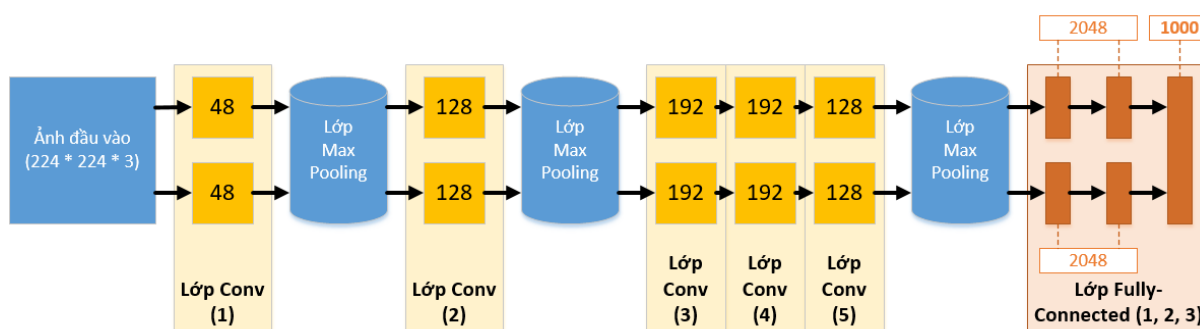 2048
1000
Ảnh đầu vào
(224 * 224 * 3)
48
48
Lớp
Max
Pooling
128
128
Lớp
Max
Pooling
192
192
128
192
192
128
Lớp
Max
Pooling
2048
Lớp Conv
(1)
Lớp Conv
(2)
Lớp
Conv
(3)
Lớp
Conv
(4)
Lớp
Conv
(5)
Lớp Fully-
Connected (1, 2, 3)